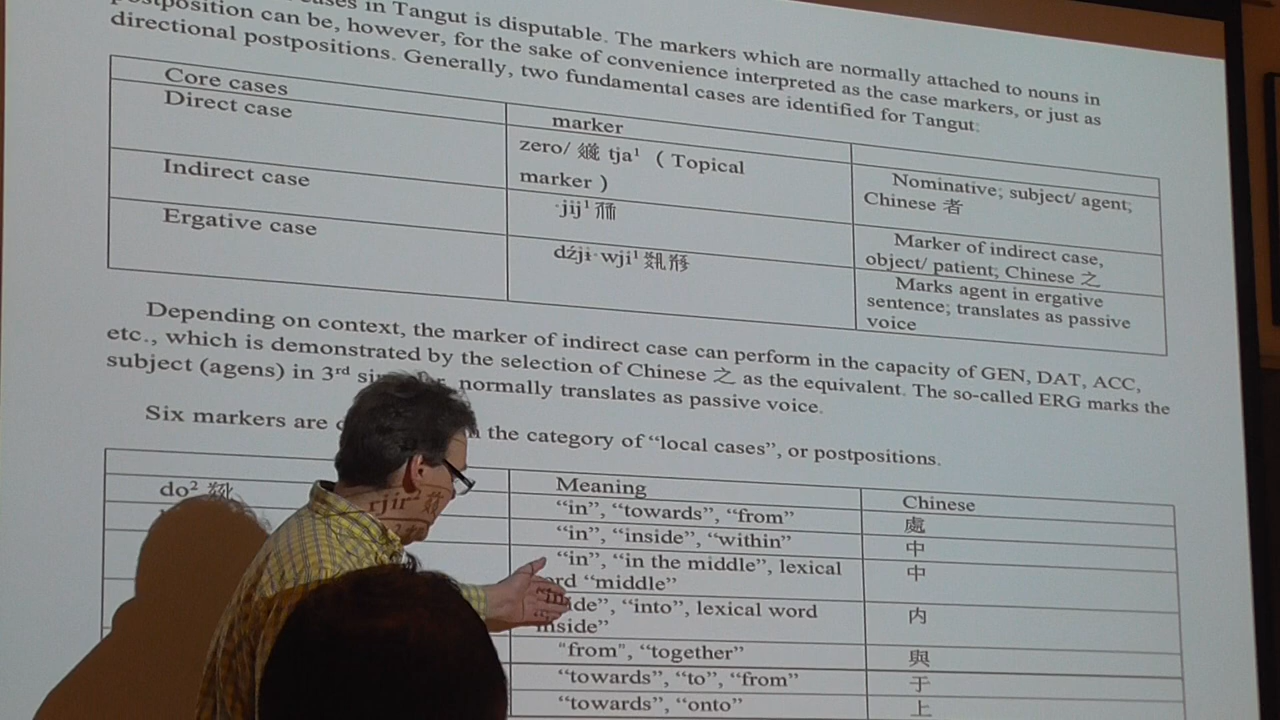 cases in Tangut is disputable. The markers which are normally attached to nouns in
postposition can be, however, for the sake of convenience interpreted as the case markers, or just as
directional postpositions. Generally, two fundamental cases are identified for Tangut:
Core cases
marker
Direct case
zero/ tja¹ ( Topical
marker )
Nominative; subject/ agent;
Chinese 者
Indirect case
·jij¹
Marker of indirect case,
object/ patient; Chinese 之
Ergative case
dźji·wji¹
Marks agent in ergative
sentence; translates as passive
voice
Depending on context, the marker of indirect case can perform in the capacity of GEN, DAT, ACC,
etc., which is demonstrated by the selection of Chinese 之 as the equivalent. The so-called ERG marks the
subject (agens) in 3rd normally translates as passive voice.
Six markers are the category of “local cases”, or postpositions.
Meaning
Chinese
do² rjir²
“in”, “towards”, “from”
處
“in”, “inside”, “within”
中
“in”, “in the middle”, lexical
“middle”
中
“into”, lexical word
“inside”
内
"from", “together”
與
“towards”, “to”, “from”
于
“towards”, “onto”
上